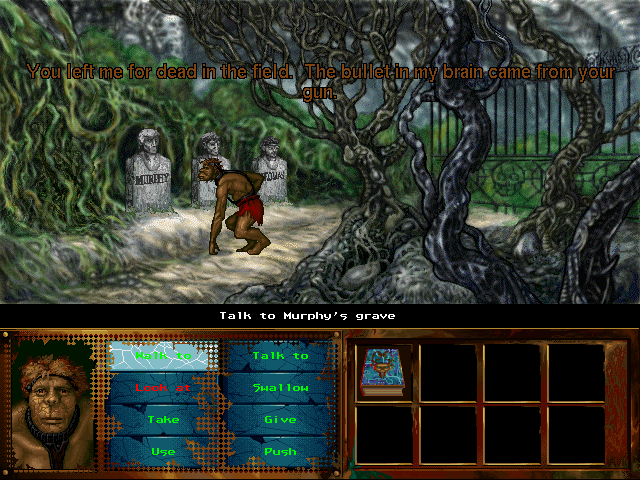 You left me for dead in the field.  The bullet in my brain came from your
gun.
MURPHY
Talk to Murphy's grave
Walk to
Talk to
Look at
Swallow
Take
Give
Use
Push